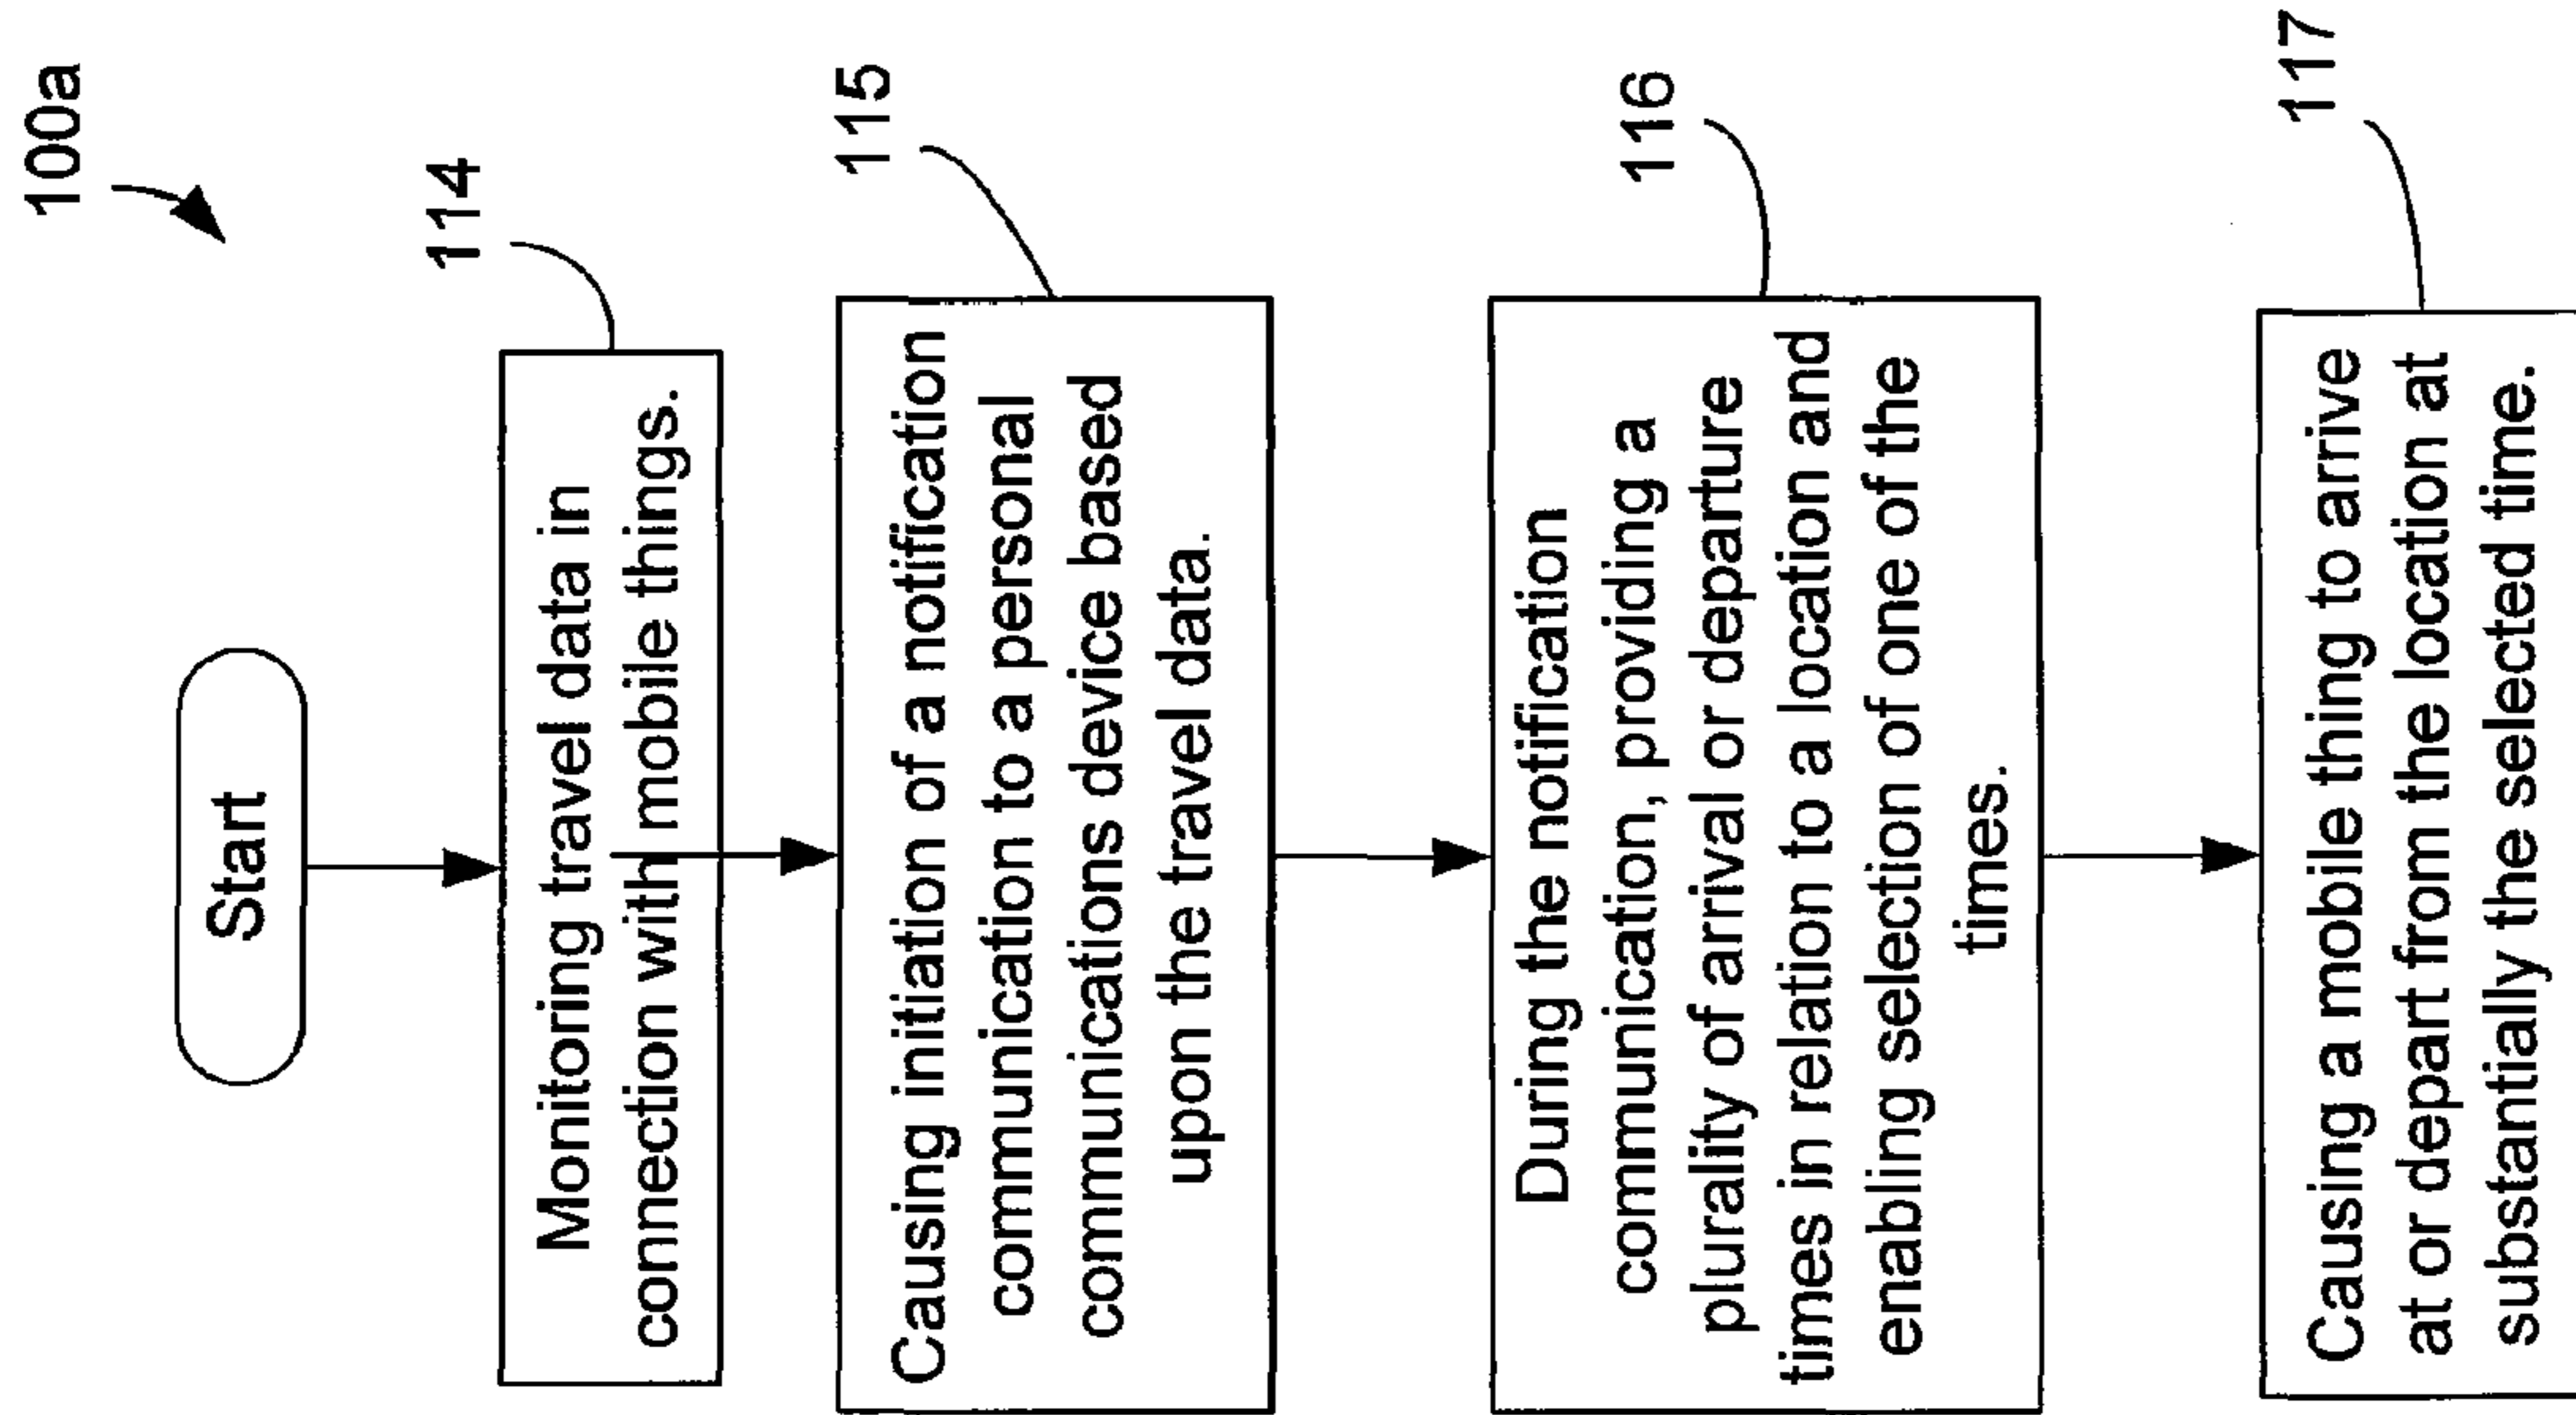 100a
Start
114
Monitoring travel data in
connection with mobile things.
115
Causing initiation of a notification
communication to a personal
communications device based
upon the travel data.
116
During the notification
communication, providing a
plurality of arrival or departure
times in relation to a location and
enabling selection of one of the
times.
117
Causing a mobile thing to arrive
at or depart from the location at
substantially the selected time.